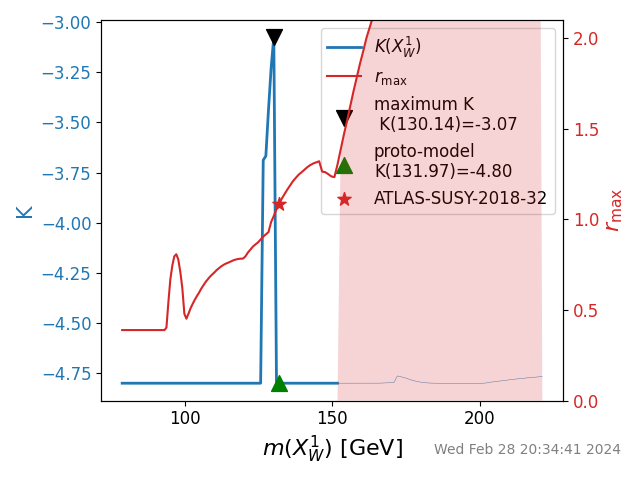 −3.00
−3.25
−3.50
−3.75
−4.00
−4.25
−4.50
−4.75
K
2.0
1.5
1.0
0.5
0.0
r_max
K(X_W^1)
r_max
maximum K
K(130.14)=-3.07
proto-model
K(131.97)=-4.80
ATLAS-SUSY-2018-32
100 150 200
m(X_W^1) [GeV]
Wed Feb 28 20:34:41 2024